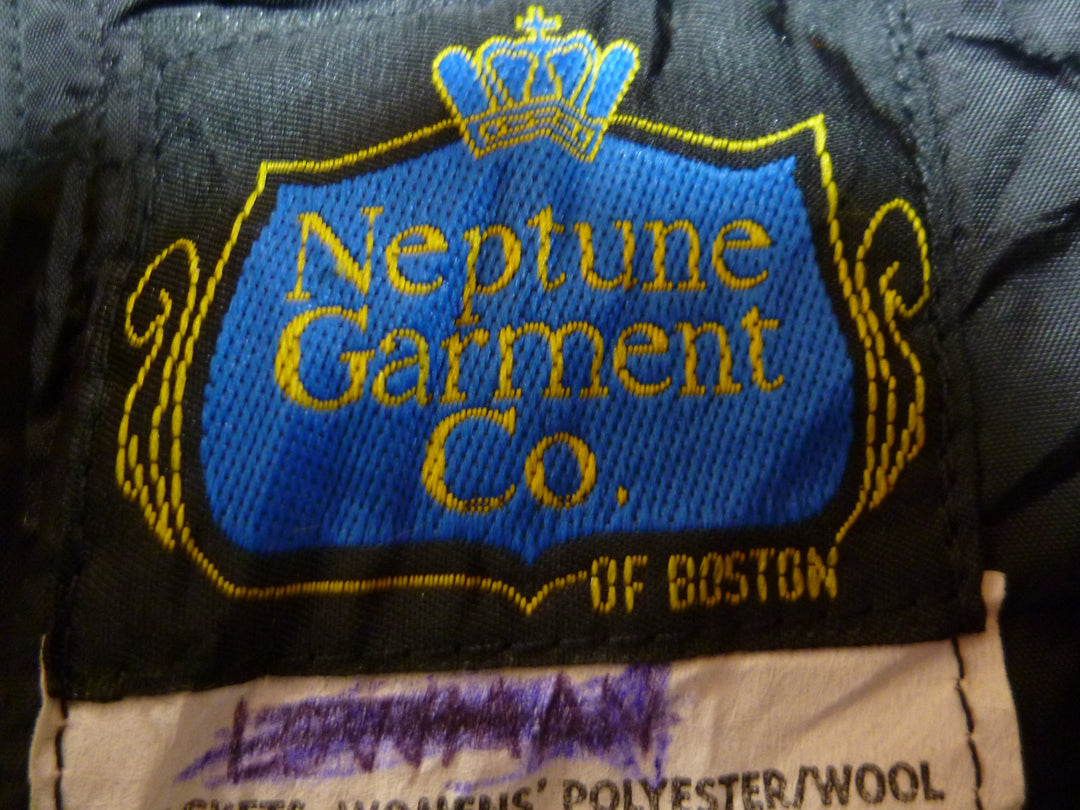 Neptune
Garment
Co.
OF BOSTON
WOMENS' POLYESTER/WOOL